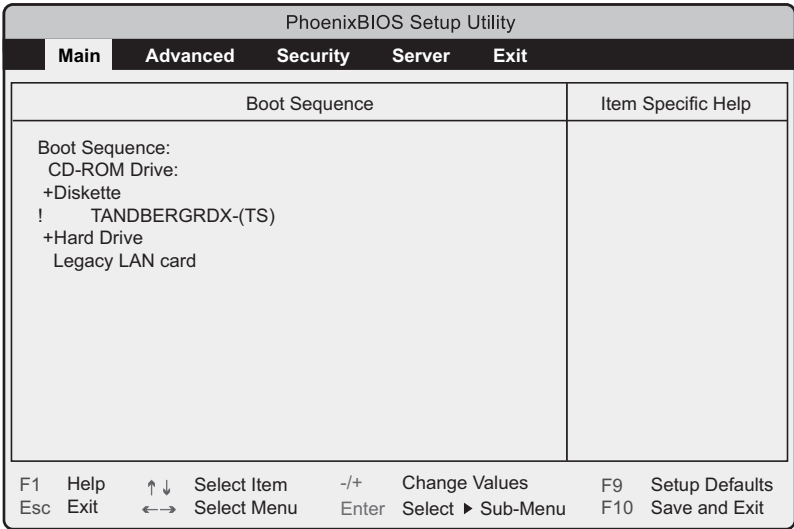 PhoenixBIOS Setup Utility
Main Advanced Security Server Exit
Boot Sequence
Item Specific Help
Boot Sequence:
CD-ROM Drive:
+Diskette
! TANDBERGRDX-(TS)
+Hard Drive
Legacy LAN card
F1 Help ↑↓ Select Item -/+ Change Values F9 Setup Defaults
Esc Exit ←→ Select Menu Enter Select ▶ Sub-Menu F10 Save and Exit